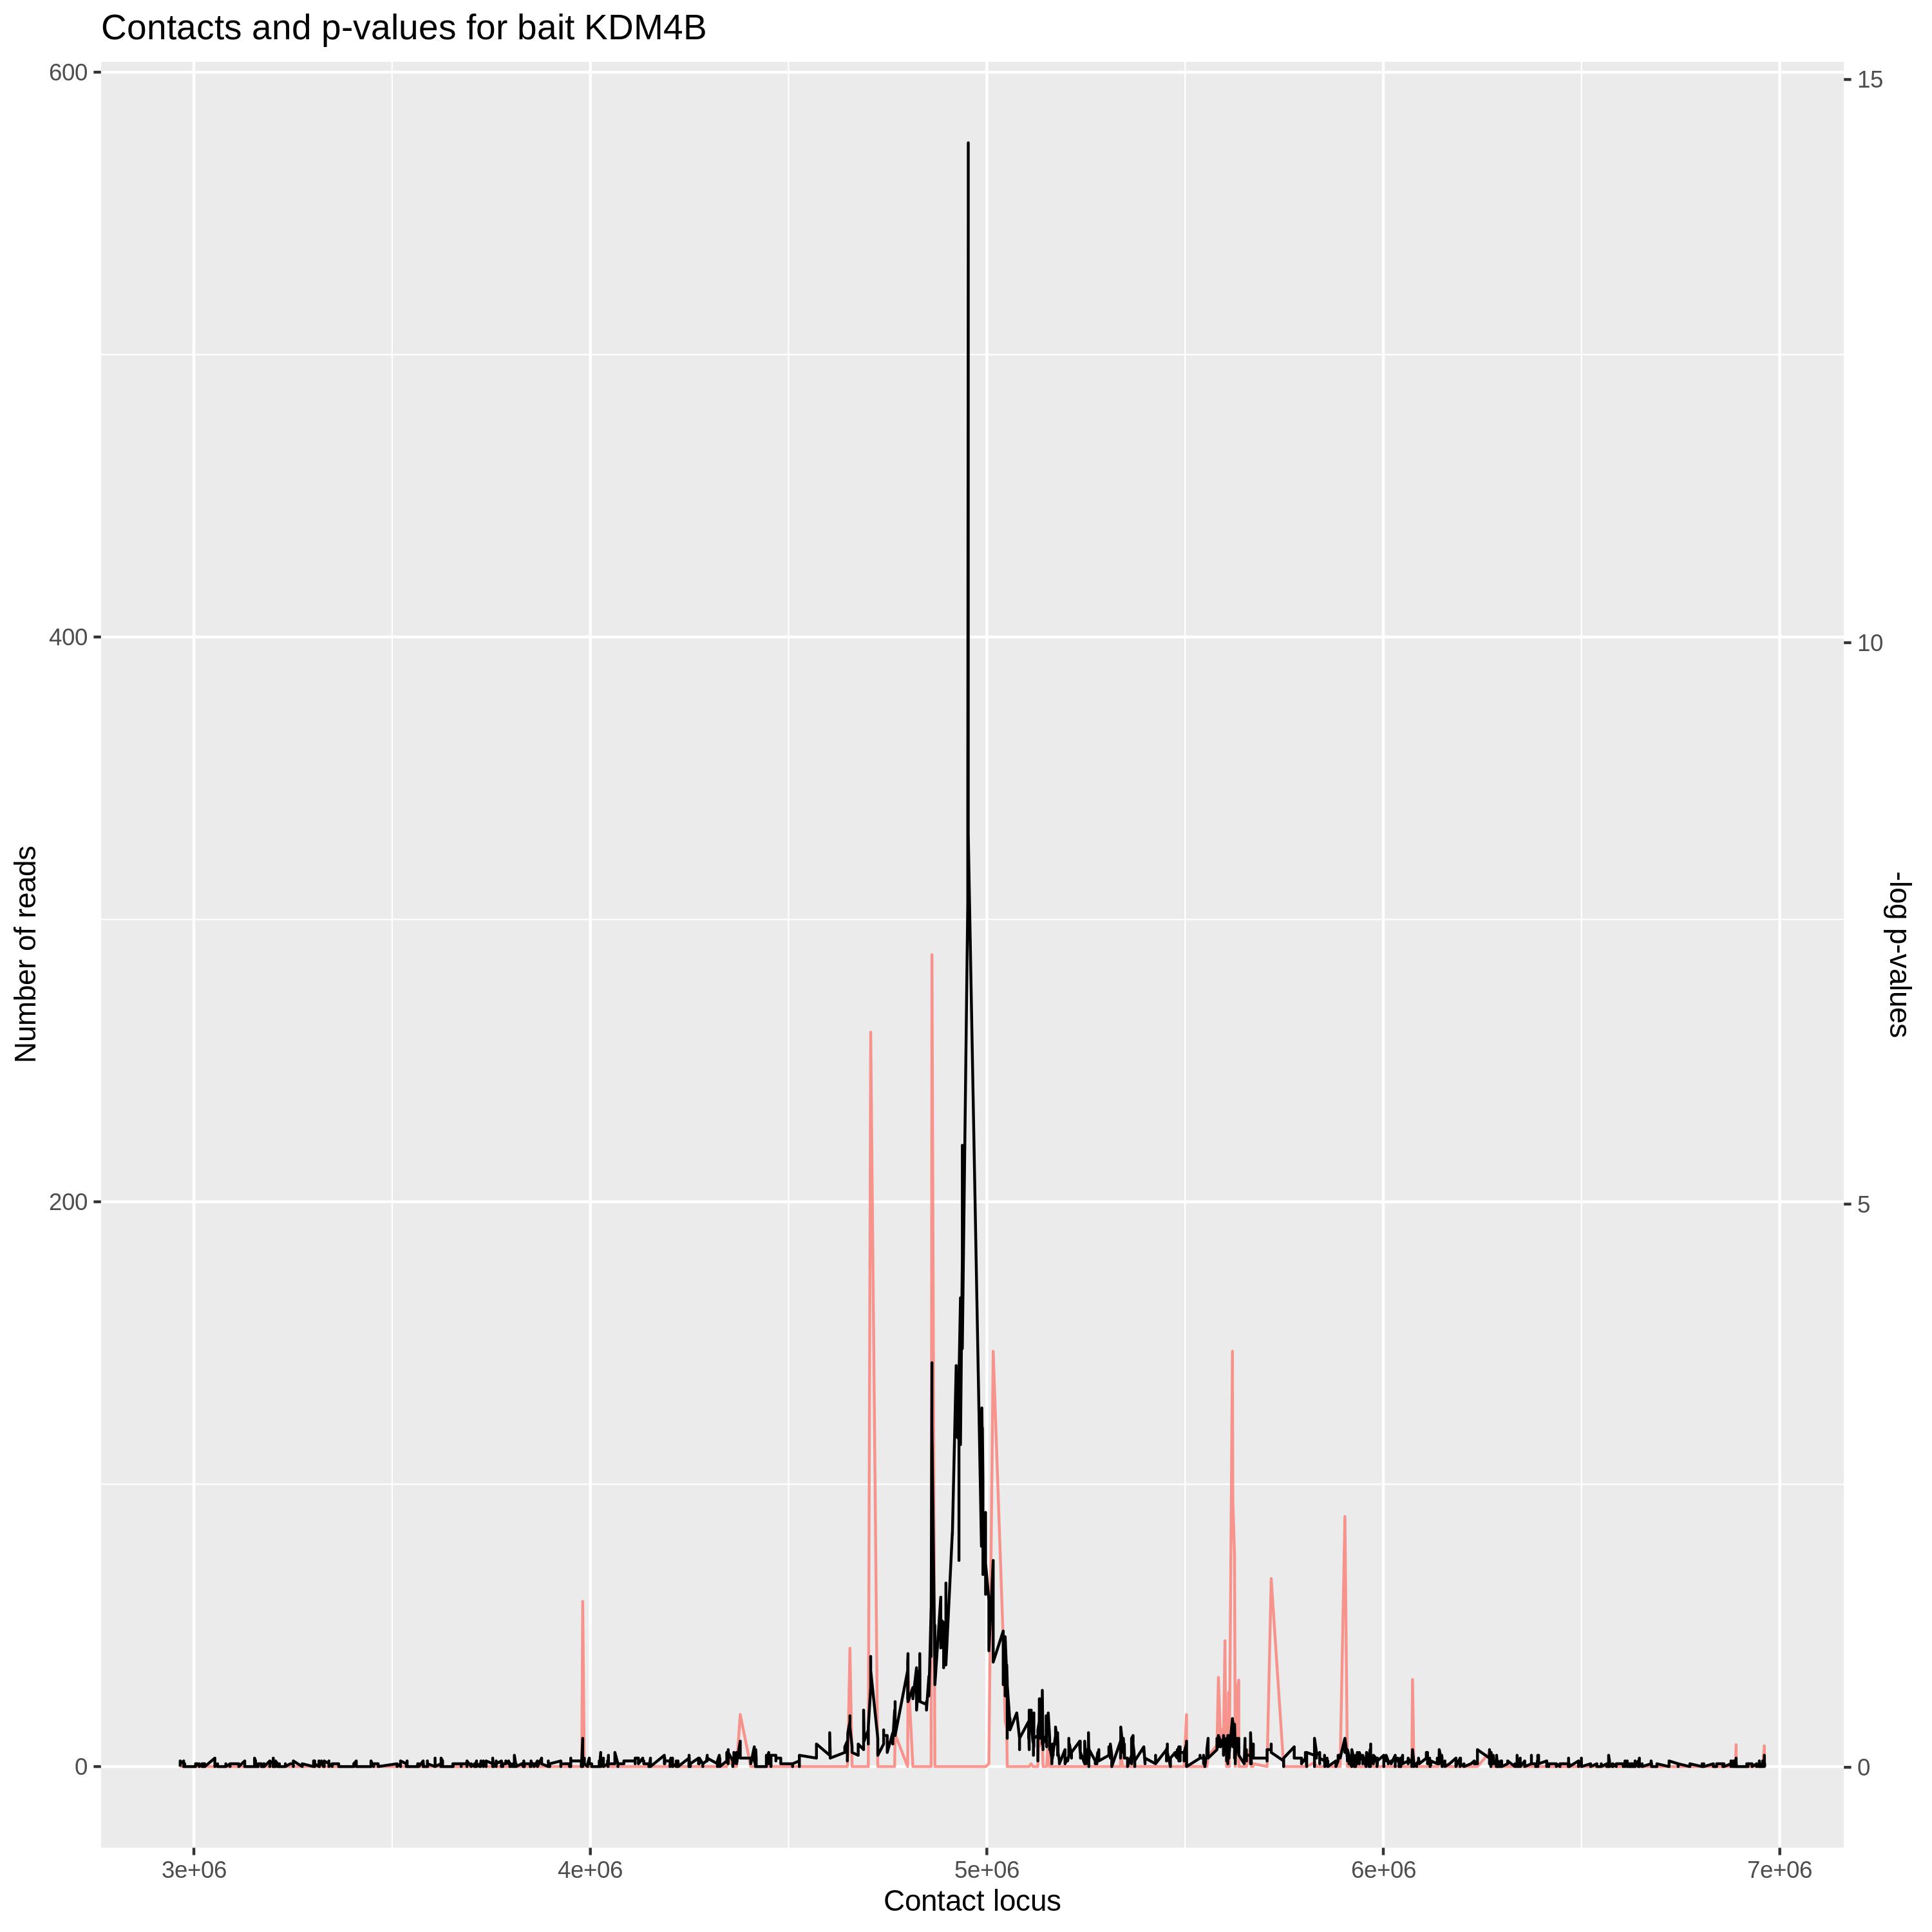 Contacts and p-values for bait KDM4B
600
400
200
0
15
10
5
0
Number of reads
-log p-values
3e+06
4e+06
5e+06
6e+06
7e+06
Contact locus